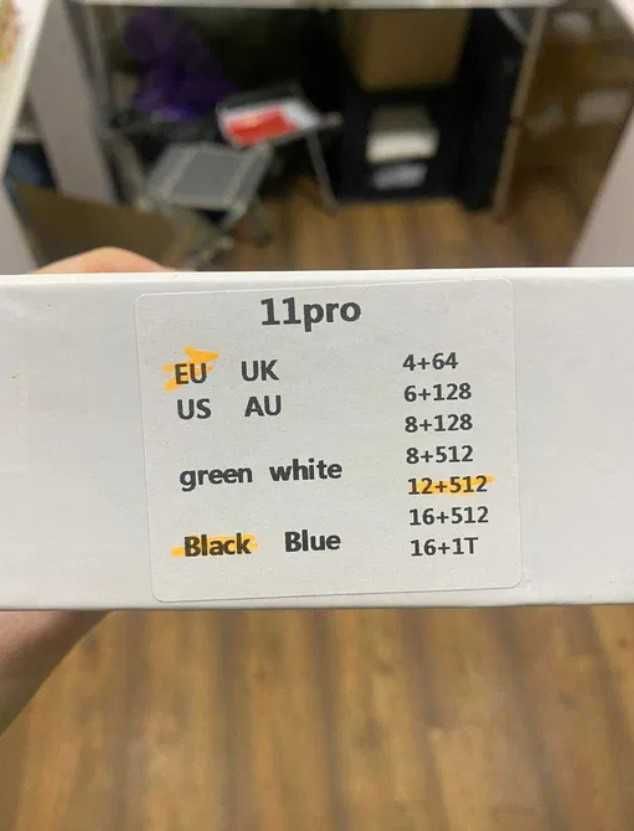 11pro
EU UK
US AU
green white
Black Blue
4+64
6+128
8+128
8+512
12+512
16+512
16+1T